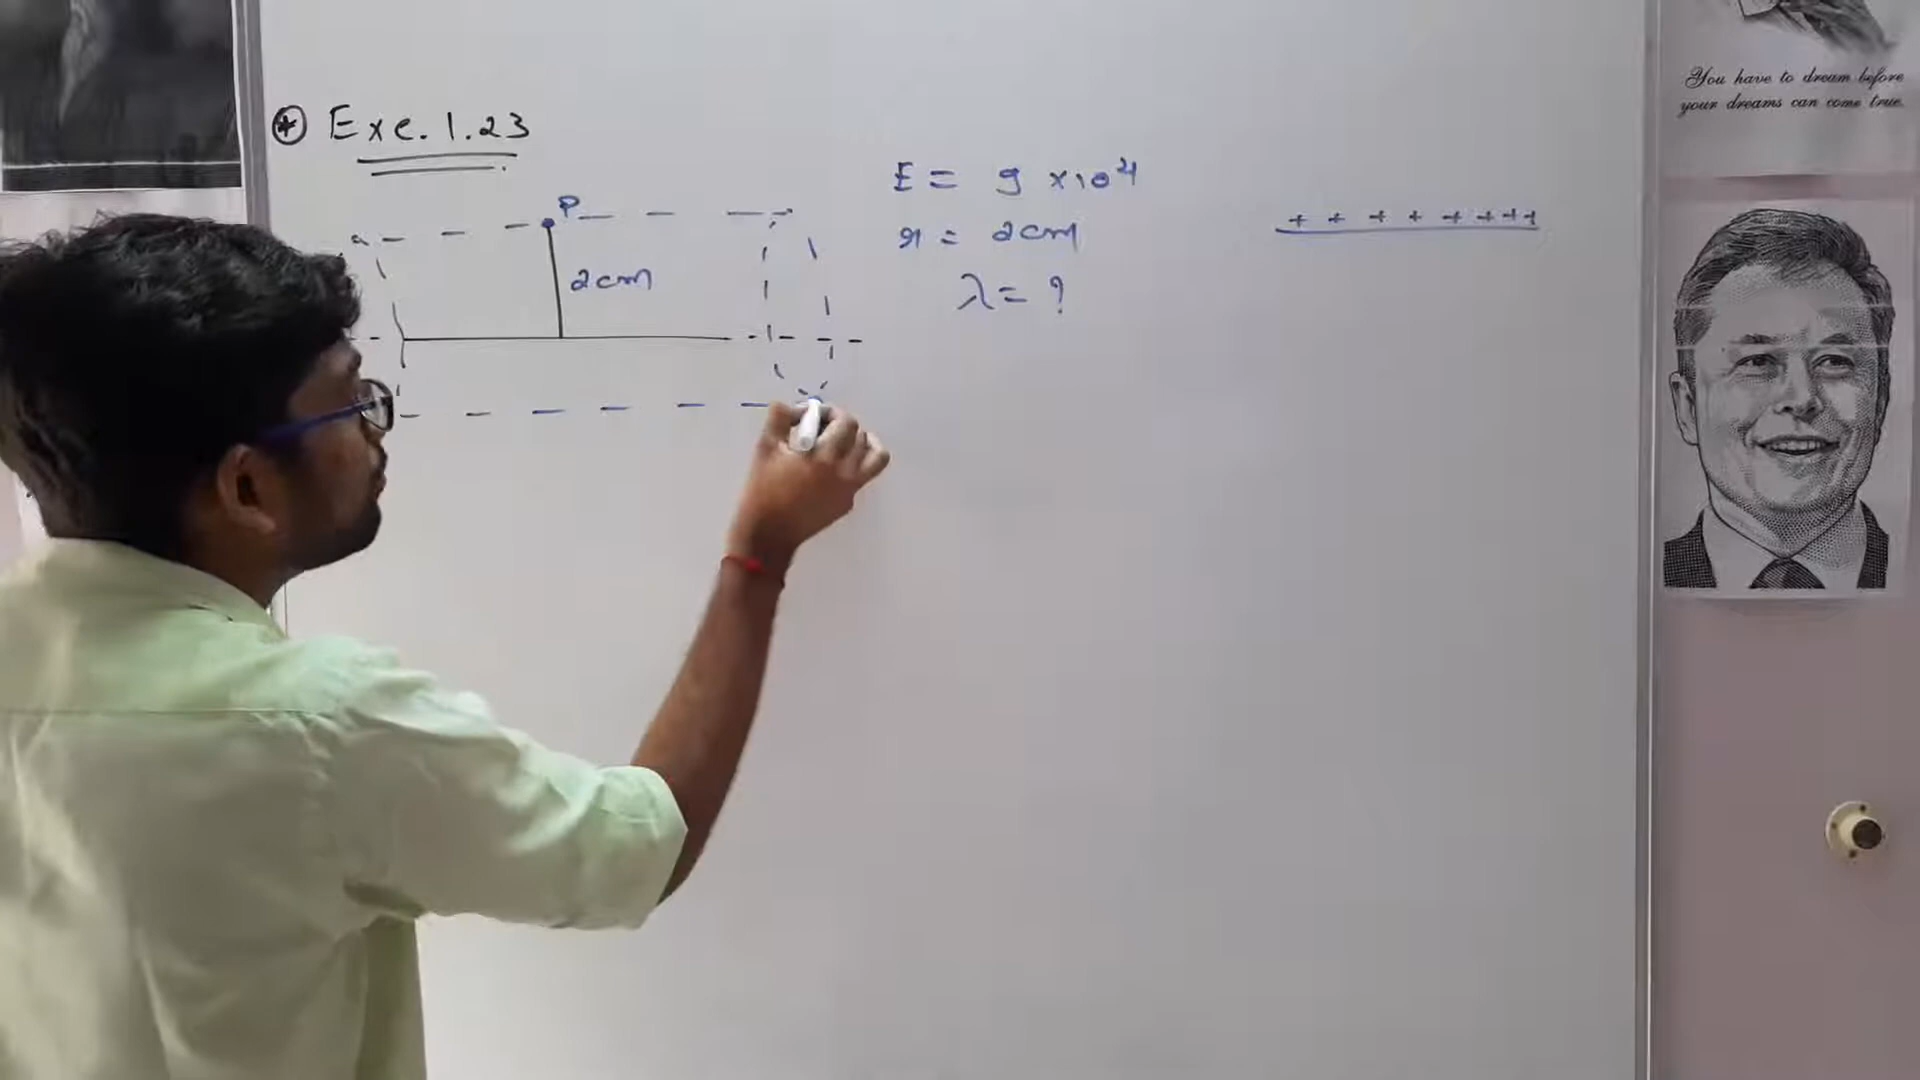 * Exe. 1.23
P
2cm
E = 9 ×10⁴
r = 2cm
λ = ?
+ + + + + + + +
You have to dream before
your dreams can come true.